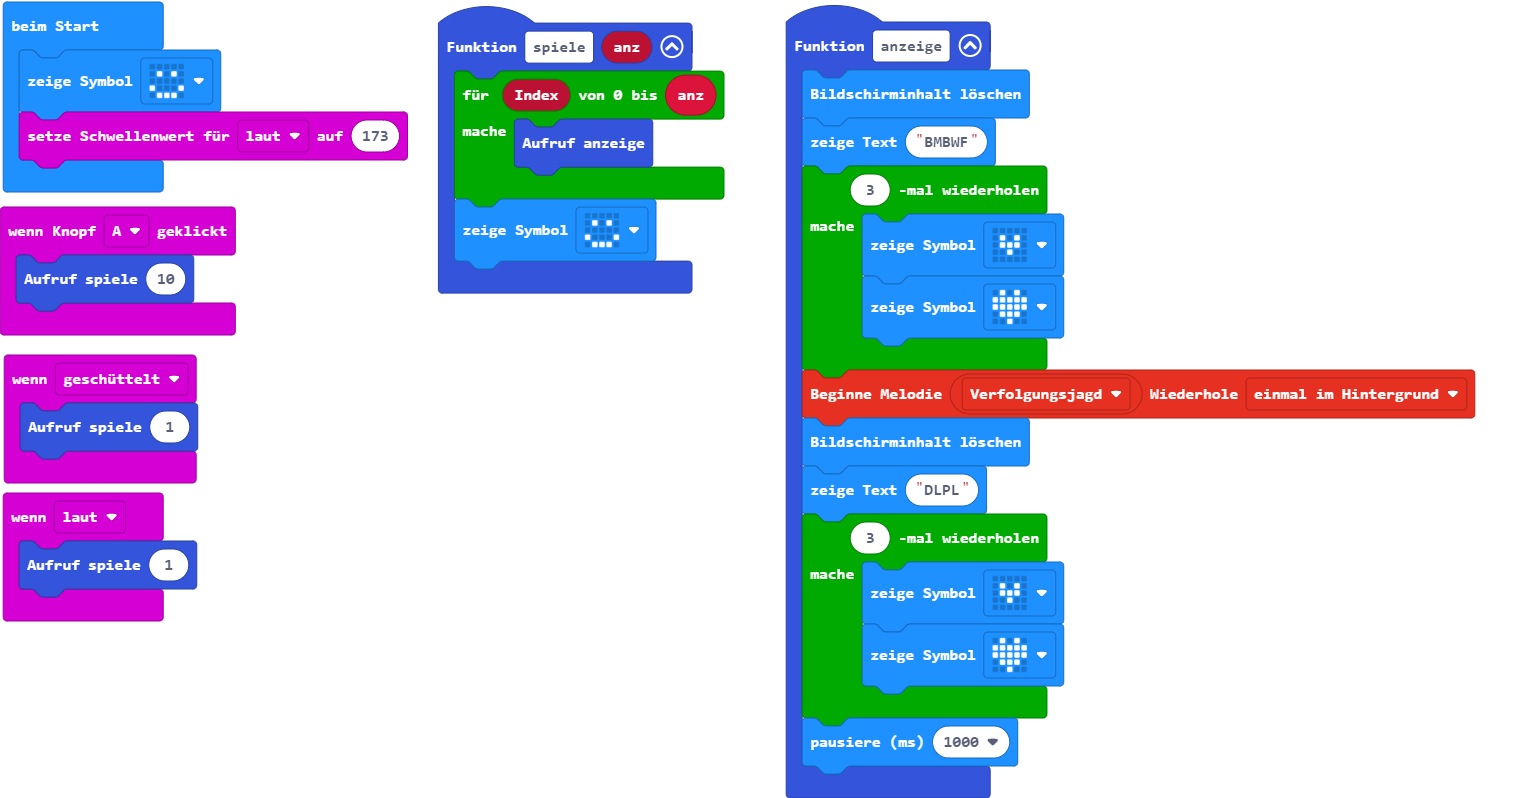 beim Start
zeige Symbol
setze Schwellenwert für laut auf 173
wenn Knopf A geklickt
Aufruf spiele 10
wenn geschüttelt
Aufruf spiele 1
wenn laut
Aufruf spiele 1
Funktion spiele anz
für Index von 0 bis anz
mache Aufruf anzeige
zeige Symbol
Funktion anzeige
Bildschirminhalt löschen
zeige Text "BMBWF"
3 -mal wiederholen
mache
zeige Symbol
zeige Symbol
Beginne Melodie Verfolgungsjagd Wiederhole einmal im Hintergrund
Bildschirminhalt löschen
zeige Text "DLPL"
3 -mal wiederholen
mache
zeige Symbol
zeige Symbol
pausiere (ms) 1000